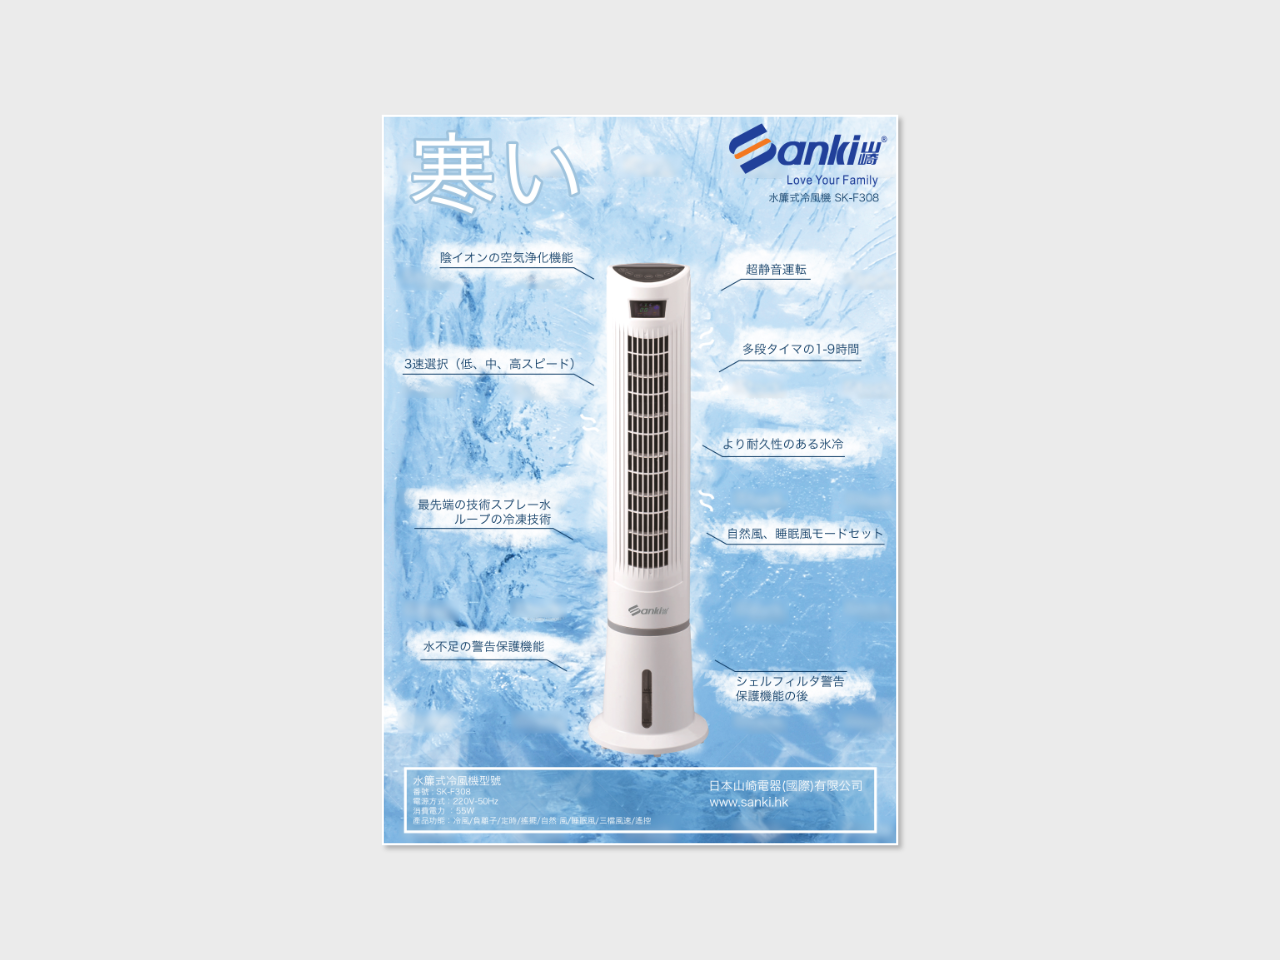 寒い
Sanki山崎®
Love Your Family
水簾式冷風機 SK-F308
陰イオンの空気浄化機能
超静音運転
3速選択（低、中、高スピード）
多段タイマの1-9時間
より耐久性のある氷冷
最先端の技術スプレー水
ループの冷凍技術
自然風、睡眠風モードセット
Sanki山崎
水不足の警告保護機能
シェルフィルタ警告
保護機能の後
水簾式冷風機型號
番號：SK-F308
電源方式：220V-50Hz
消費電力 ：55W
產品功能：冷風/負離子/定時/搖擺/自然 風/睡眠風/三檔風速/遙控
日本山崎電器(國際)有限公司
www.sanki.hk